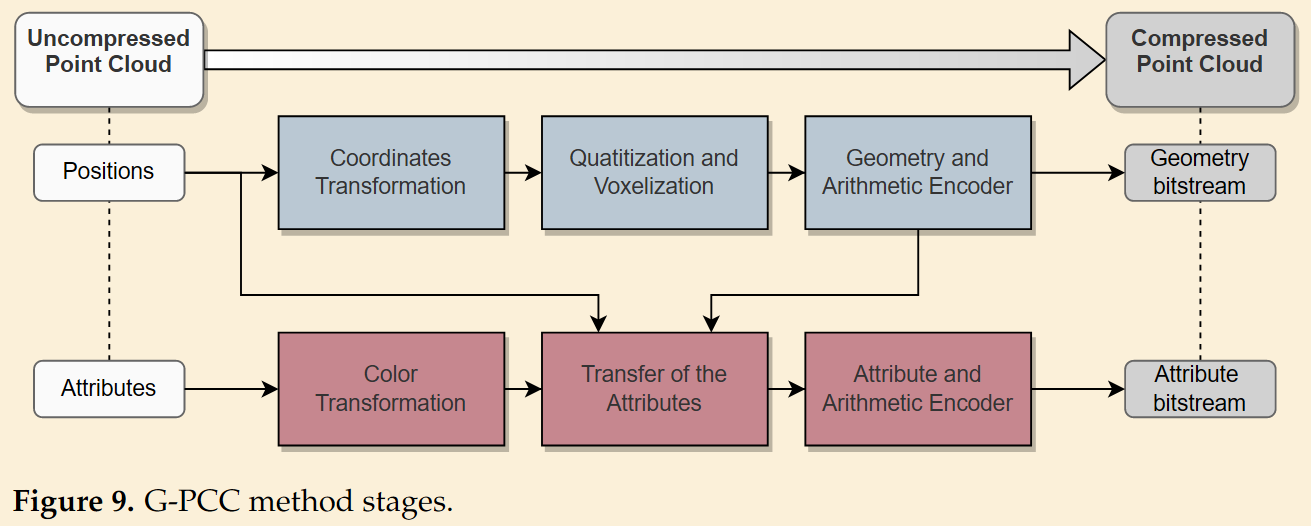 Uncompressed
Point Cloud
Compressed
Point Cloud
Positions
Coordinates
Transformation
Quatitization and
Voxelization
Geometry and
Arithmetic Encoder
Geometry
bitstream
Attributes
Color
Transformation
Transfer of the
Attributes
Attribute and
Arithmetic Encoder
Attribute
bitstream
Figure 9. G-PCC method stages.